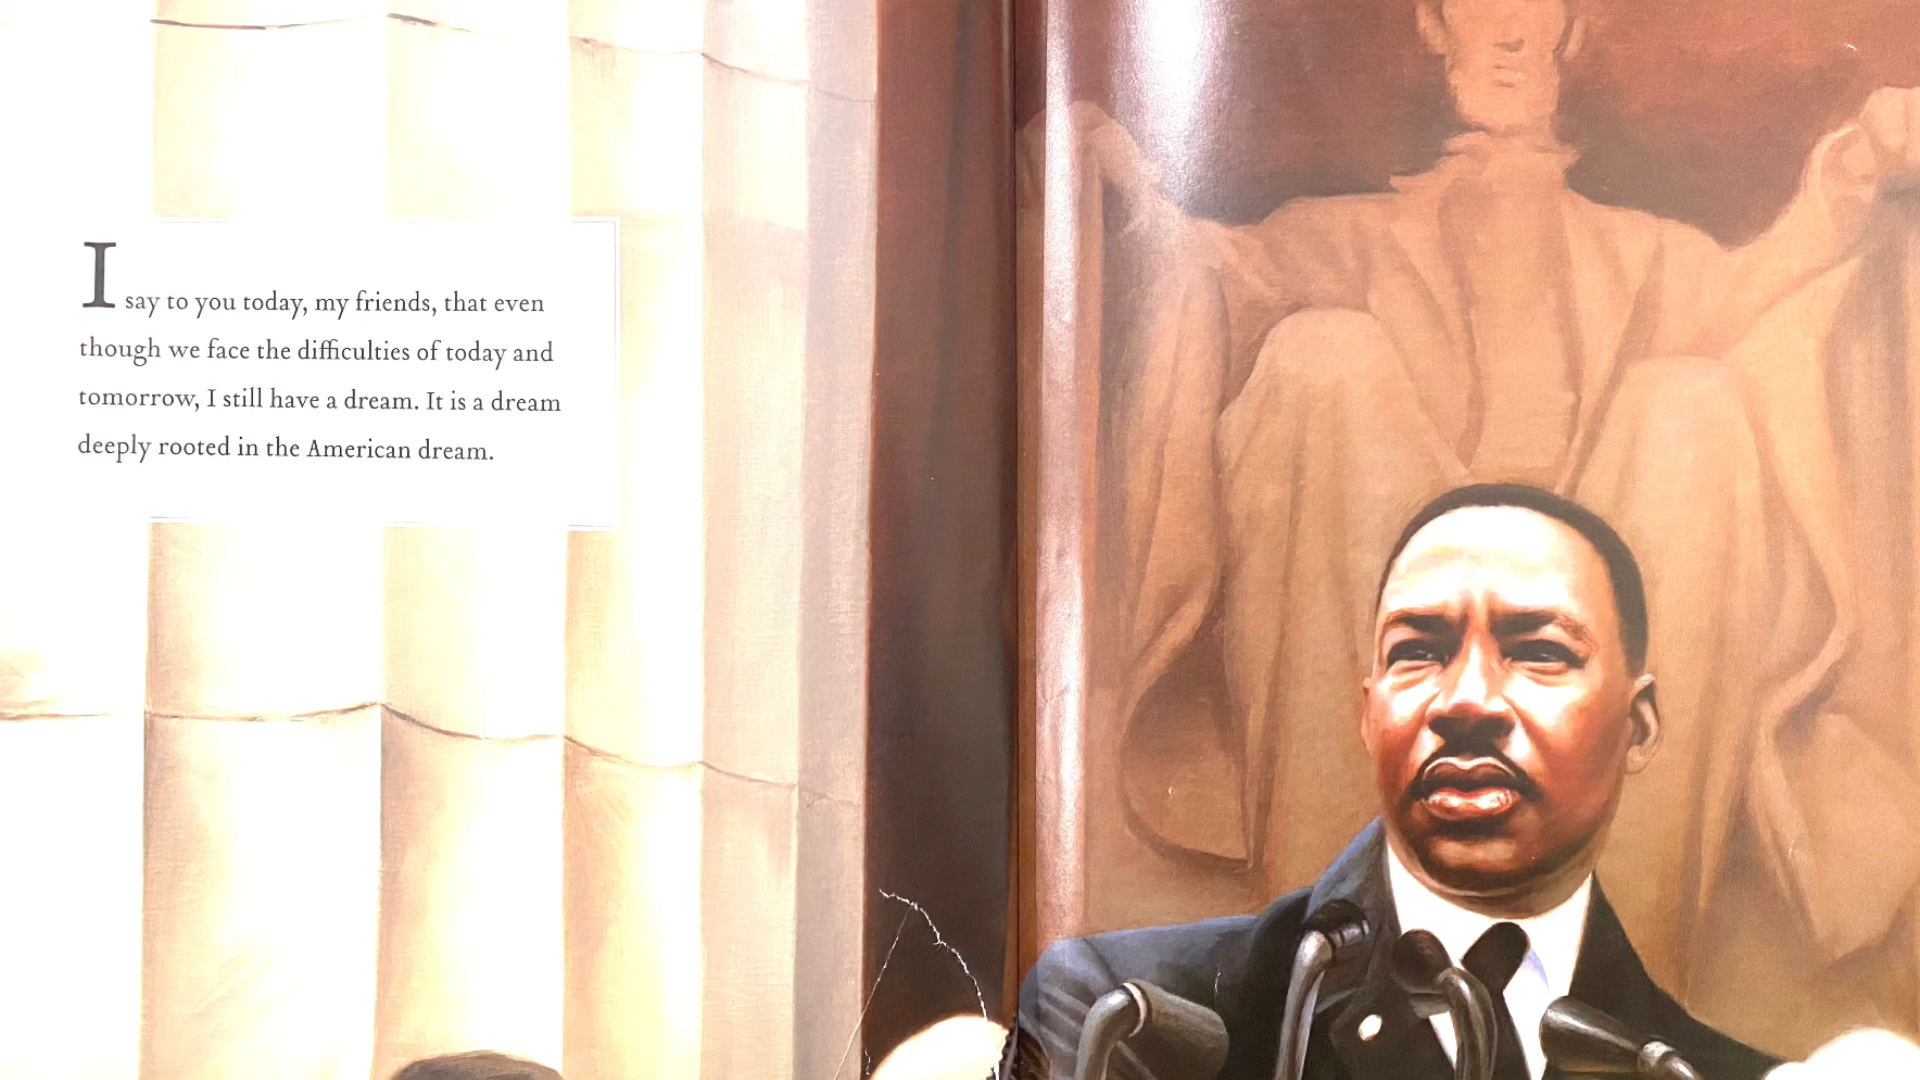 I say to you today, my friends, that even
though we face the difficulties of today and
tomorrow, I still have a dream. It is a dream
deeply rooted in the American dream.